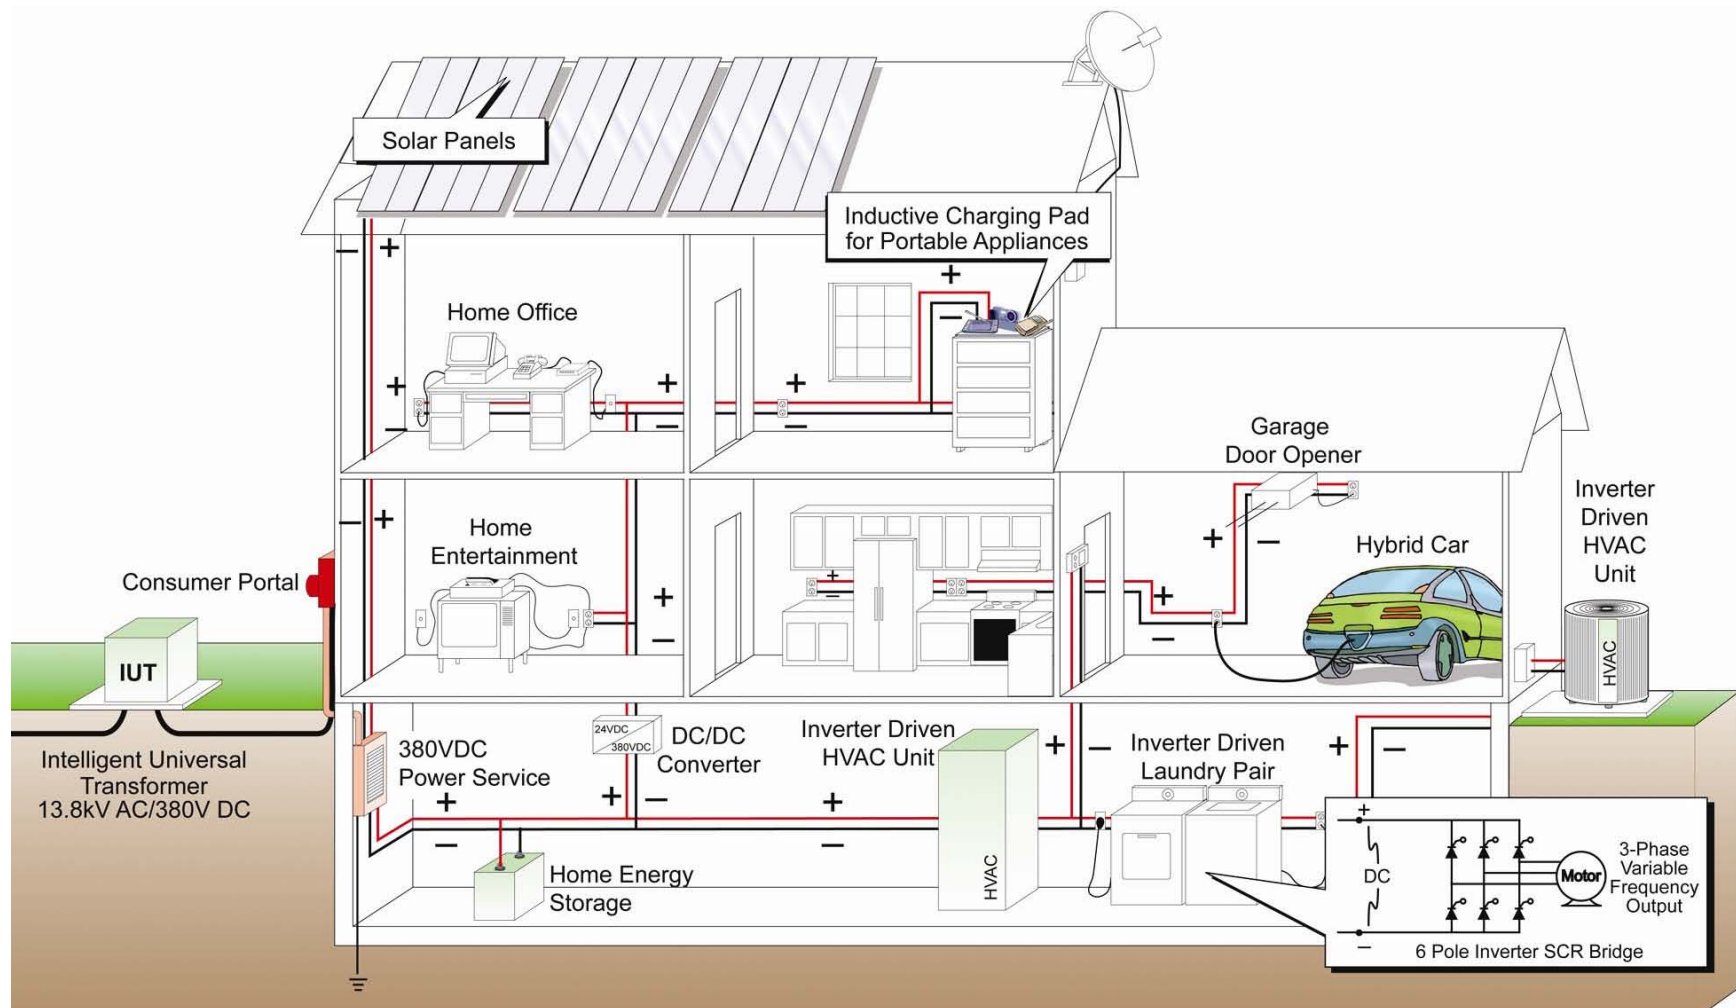 Solar Panels
Inductive Charging Pad
for Portable Appliances
+
−
+
−
Home Office
+
−
+
−
+
−
Garage
Door Opener
Inverter
Driven
HVAC
Unit
HVAC
Hybrid Car
+
−
+
−
Home
Entertainment
+
−
+
−
+
−
Consumer Portal
IUT
Intelligent Universal
Transformer
13.8kV AC/380V DC
380VDC
Power Service
24VDC
380VDC
DC/DC
Converter
+
−
Inverter Driven
HVAC Unit
HVAC
+
−
Inverter Driven
Laundry Pair
+
−
+
−
+
−
Home Energy
Storage
+
DC
−
Motor
3-Phase
Variable
Frequency
Output
6 Pole Inverter SCR Bridge